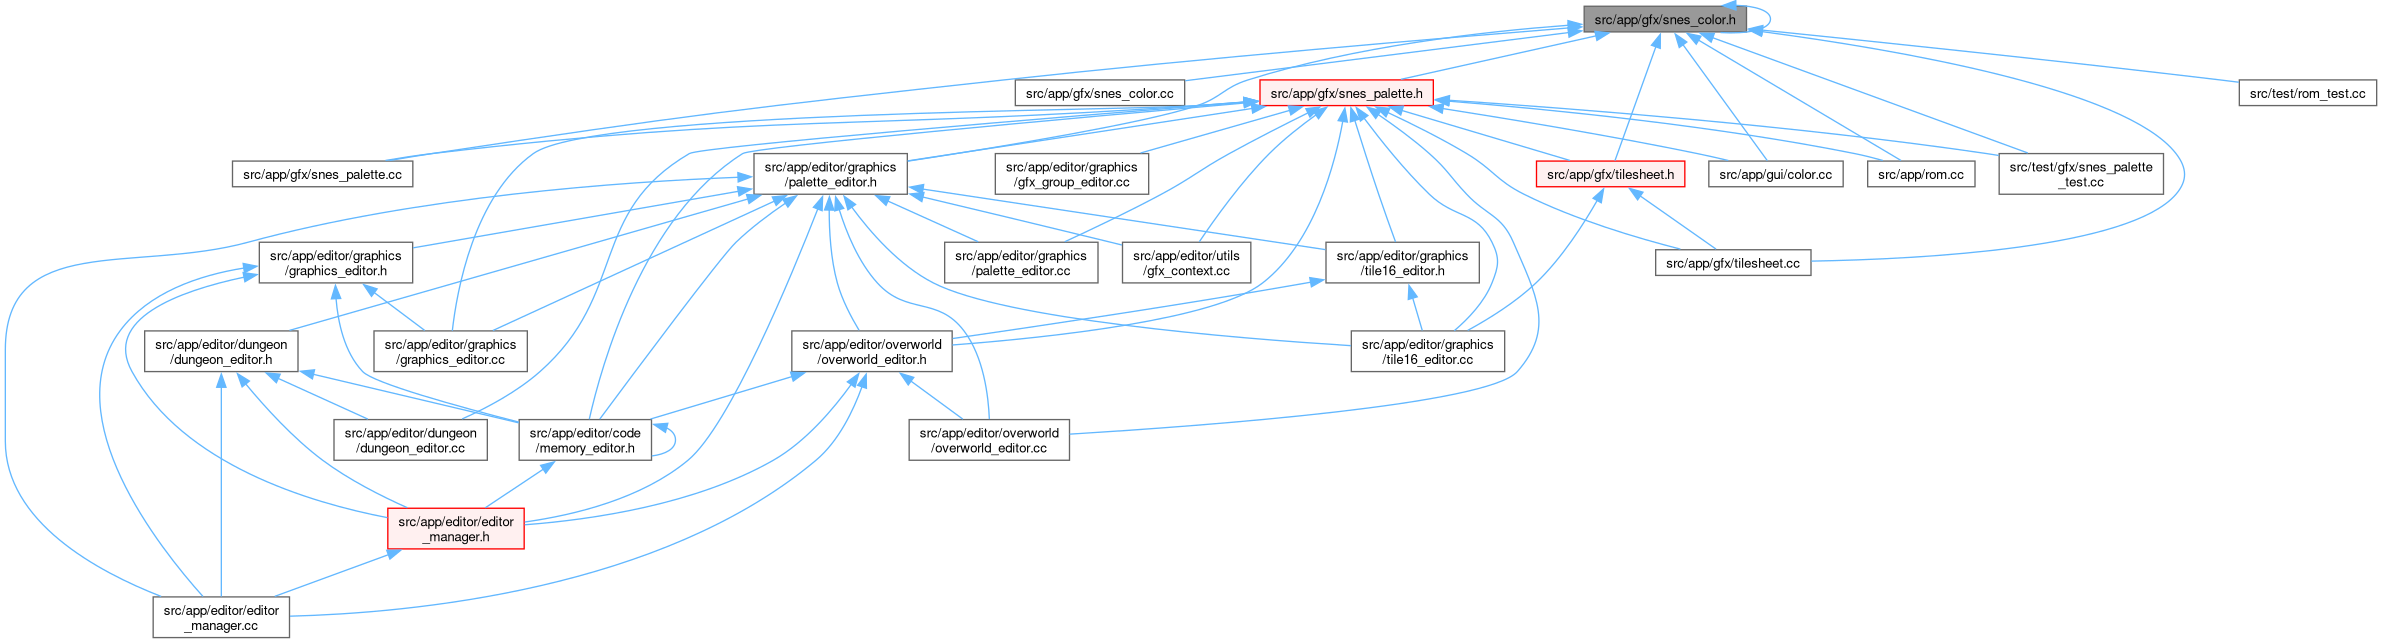 src/app/gfx/snes_color.h
src/app/gfx/snes_color.cc
src/app/gfx/snes_palette.h
src/test/rom_test.cc
src/app/gfx/snes_palette.cc
src/app/editor/graphics
/palette_editor.h
src/app/editor/graphics
/gfx_group_editor.cc
src/app/gfx/tilesheet.h
src/app/gui/color.cc
src/app/rom.cc
src/test/gfx/snes_palette
_test.cc
src/app/editor/graphics
/graphics_editor.h
src/app/editor/graphics
/palette_editor.cc
src/app/editor/utils
/gfx_context.cc
src/app/editor/graphics
/tile16_editor.h
src/app/gfx/tilesheet.cc
src/app/editor/dungeon
/dungeon_editor.h
src/app/editor/graphics
/graphics_editor.cc
src/app/editor/overworld
/overworld_editor.h
src/app/editor/graphics
/tile16_editor.cc
src/app/editor/dungeon
/dungeon_editor.cc
src/app/editor/code
/memory_editor.h
src/app/editor/overworld
/overworld_editor.cc
src/app/editor/editor
_manager.h
src/app/editor/editor
_manager.cc